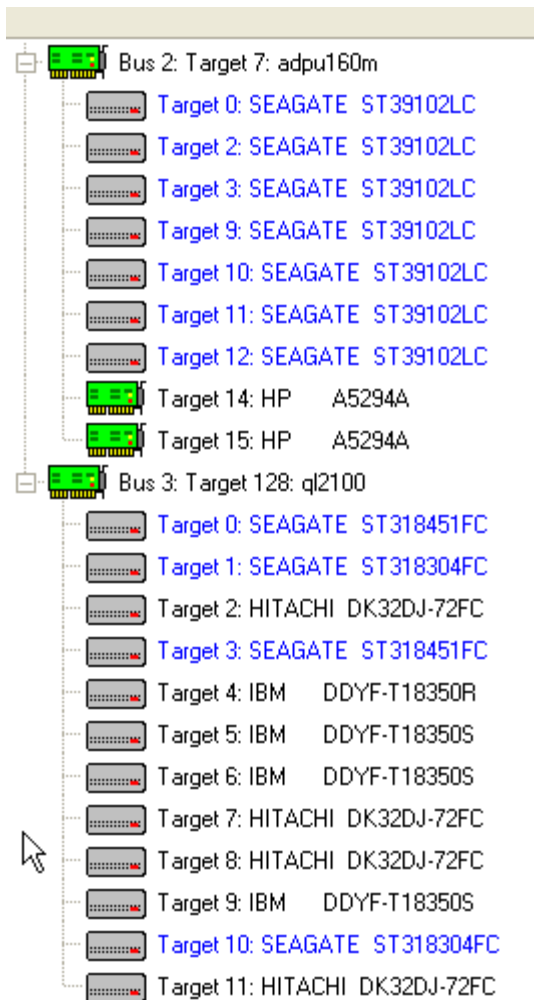 Bus 2: Target 7: adpu160m
Target 0: SEAGATE ST39102LC
Target 2: SEAGATE ST39102LC
Target 3: SEAGATE ST39102LC
Target 9: SEAGATE ST39102LC
Target 10: SEAGATE ST39102LC
Target 11: SEAGATE ST39102LC
Target 12: SEAGATE ST39102LC
Target 14: HP A5294A
Target 15: HP A5294A
Bus 3: Target 128: ql2100
Target 0: SEAGATE ST318451FC
Target 1: SEAGATE ST318304FC
Target 2: HITACHI DK32DJ-72FC
Target 3: SEAGATE ST318451FC
Target 4: IBM DDYF-T18350R
Target 5: IBM DDYF-T18350S
Target 6: IBM DDYF-T18350S
Target 7: HITACHI DK32DJ-72FC
Target 8: HITACHI DK32DJ-72FC
Target 9: IBM DDYF-T18350S
Target 10: SEAGATE ST318304FC
Target 11: HITACHI DK32DJ-72FC